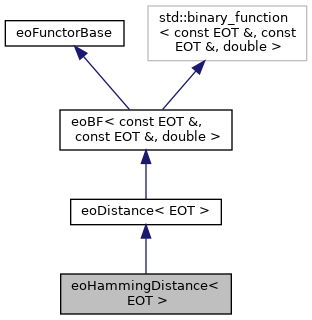 eoFunctorBase
std::binary_function
< const EOT &, const
EOT &, double >
eoBF< const EOT &,
const EOT &, double >
eoDistance< EOT >
eoHammingDistance<
EOT >